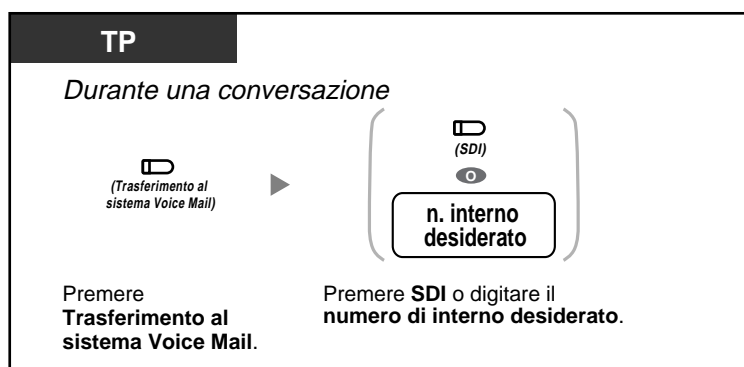 TP
Durante una conversazione
(Trasferimento al
sistema Voice Mail)
(SDI)
O
n. interno
desiderato
Premere
Trasferimento al
sistema Voice Mail.
Premere SDI o digitare il
numero di interno desiderato.